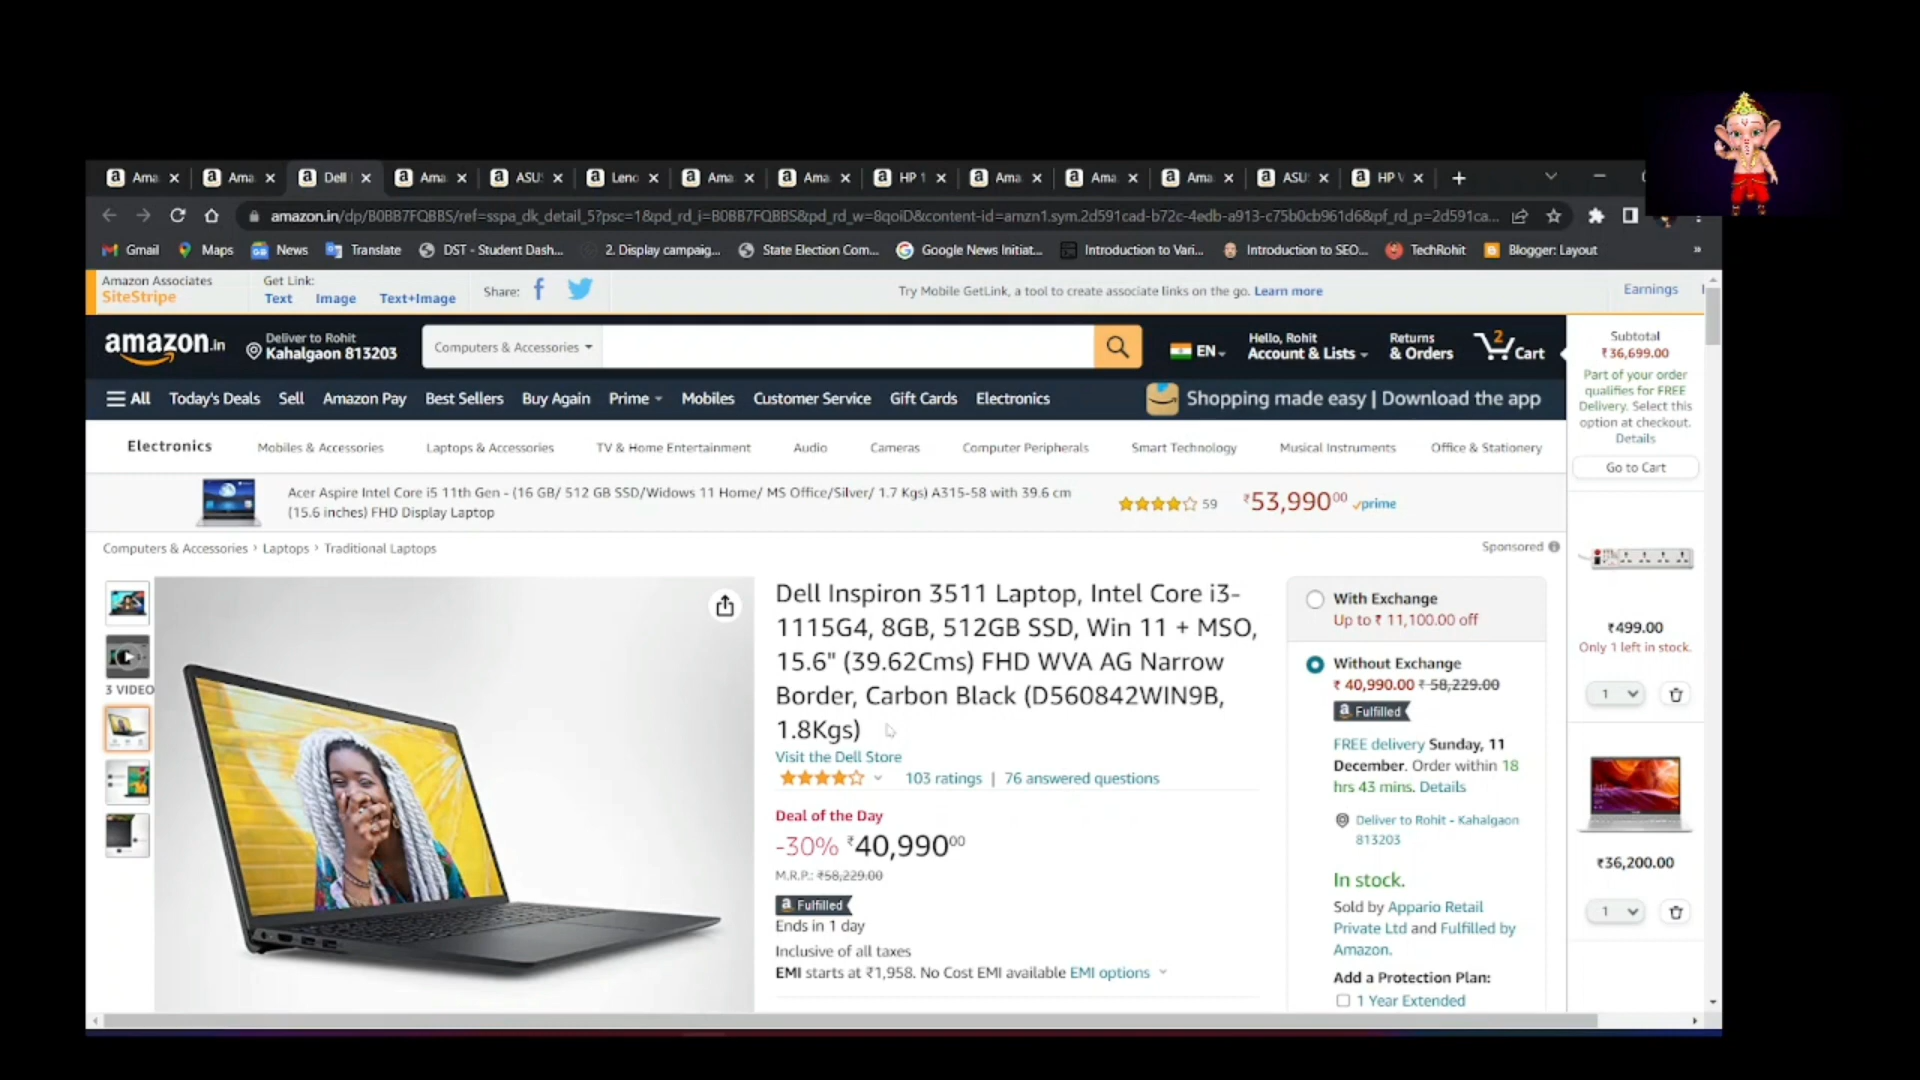 Ama
Ama
Dell
Ama
ASU
Leno
Ama
Ama
HP 1
Ama
Ama
Ama
ASU
HP V
amazon.in/dp/B0BB7FQBBS/ref=sspa_dk_detail_5?psc=1&pd_rd_i=B0BB7FQBBS&pd_rd_w=8qoiD&content-id=amzn1.sym.2d591cad-b72c-4edb-a913-c75b0cb961d6&pf_rd_p=2d591ca...
Gmail
Maps
News
Translate
DST - Student Dash...
2. Display campaig...
State Election Com...
Google News Initiat...
Introduction to Vari...
Introduction to SEO...
TechRohit
Blogger: Layout
»
Amazon Associates
SiteStripe
Get Link:
Text Image Text+Image
Share:
Try Mobile GetLink, a tool to create associate links on the go. Learn more
Earnings
amazon.in
Deliver to Rohit
Kahalgaon 813203
Computers & Accessories
EN
Hello, Rohit
Account & Lists
Returns
& Orders
2
Cart
All
Today's Deals
Sell
Amazon Pay
Best Sellers
Buy Again
Prime
Mobiles
Customer Service
Gift Cards
Electronics
Shopping made easy | Download the app
Electronics
Mobiles & Accessories
Laptops & Accessories
TV & Home Entertainment
Audio
Cameras
Computer Peripherals
Smart Technology
Musical Instruments
Office & Stationery
Acer Aspire Intel Core i5 11th Gen - (16 GB/ 512 GB SSD/Widows 11 Home/ MS Office/Silver/ 1.7 Kgs) A315-58 with 39.6 cm
(15.6 inches) FHD Display Laptop
59
₹53,990⁰⁰
prime
Computers & Accessories › Laptops › Traditional Laptops
Sponsored
3 VIDEO
Dell Inspiron 3511 Laptop, Intel Core i3-
1115G4, 8GB, 512GB SSD, Win 11 + MSO,
15.6" (39.62Cms) FHD WVA AG Narrow
Border, Carbon Black (D560842WIN9B,
1.8Kgs)
Visit the Dell Store
103 ratings | 76 answered questions
Deal of the Day
-30% ₹40,990⁰⁰
M.R.P.: ₹58,229.00
a Fulfilled
Ends in 1 day
Inclusive of all taxes
EMI starts at ₹1,958. No Cost EMI available EMI options
With Exchange
Up to ₹ 11,100.00 off
Without Exchange
₹ 40,990.00 ₹ 58,229.00
a Fulfilled
FREE delivery Sunday, 11
December. Order within 18
hrs 43 mins. Details
Deliver to Rohit - Kahalgaon
813203
In stock.
Sold by Appario Retail
Private Ltd and Fulfilled by
Amazon.
Add a Protection Plan:
1 Year Extended
Subtotal
₹36,699.00
Part of your order
qualifies for FREE
Delivery. Select this
option at checkout.
Details
Go to Cart
₹499.00
Only 1 left in stock.
1
₹36,200.00
1